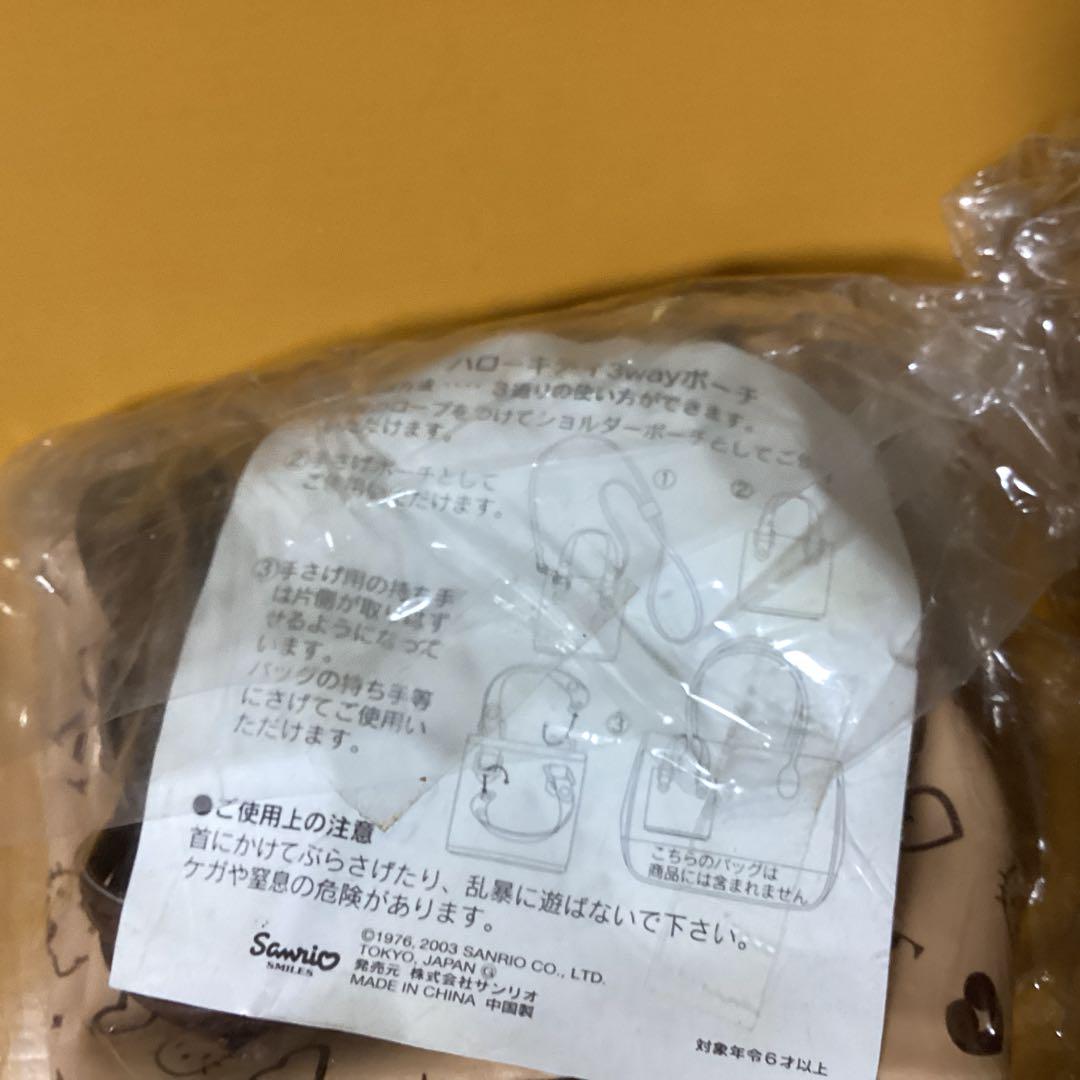 ハローキティ3wayポーチ
3通りの使い方ができます。
ロープをつけてショルダーポーチとしてご使
いただけます。
②手さげポーチとして
ご使用いただけます。
①
②
③手さげ用の持ち手
は片側が取り外
せるようになって
います。
バッグの持ち手等
にさげてご使用い
ただけます。
③
こちらのバッグは
商品には含まれません
●ご使用上の注意
首にかけてぶらさげたり、乱暴に遊ばないで下さい。
ケガや窒息の危険があります。
Sanrio
SMILES
©1976, 2003 SANRIO CO., LTD.
TOKYO, JAPAN Ⓖ
発売元 株式会社サンリオ
MADE IN CHINA 中国製
対象年令6才以上